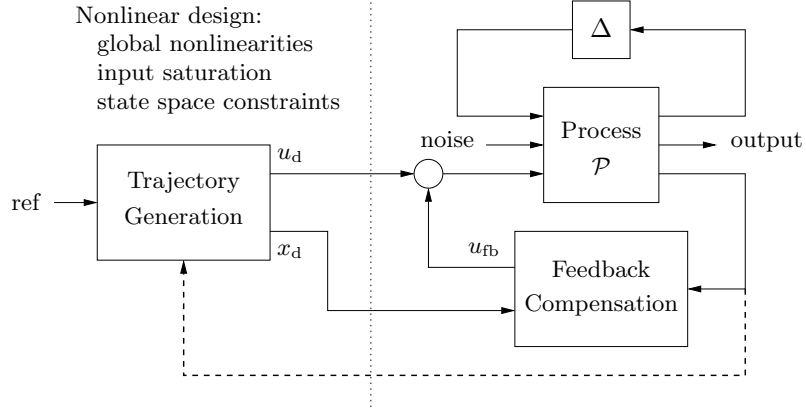 Nonlinear design:
global nonlinearities
input saturation
state space constraints
Δ
noise
Process
𝒫
output
u_d
ref
Trajectory
Generation
x_d
u_fb
Feedback
Compensation